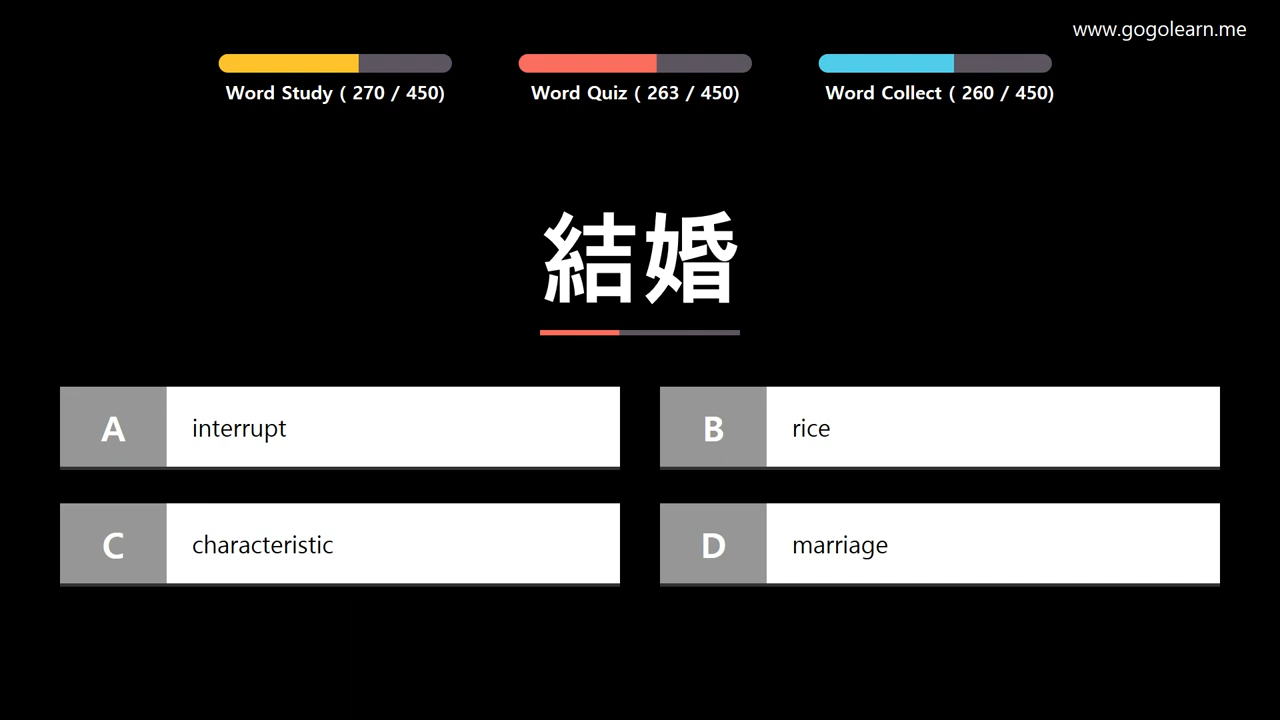 www.gogolearn.me
Word Study ( 270 / 450)
Word Quiz ( 263 / 450)
Word Collect ( 260 / 450)
結婚
A interrupt
B rice
C characteristic
D marriage